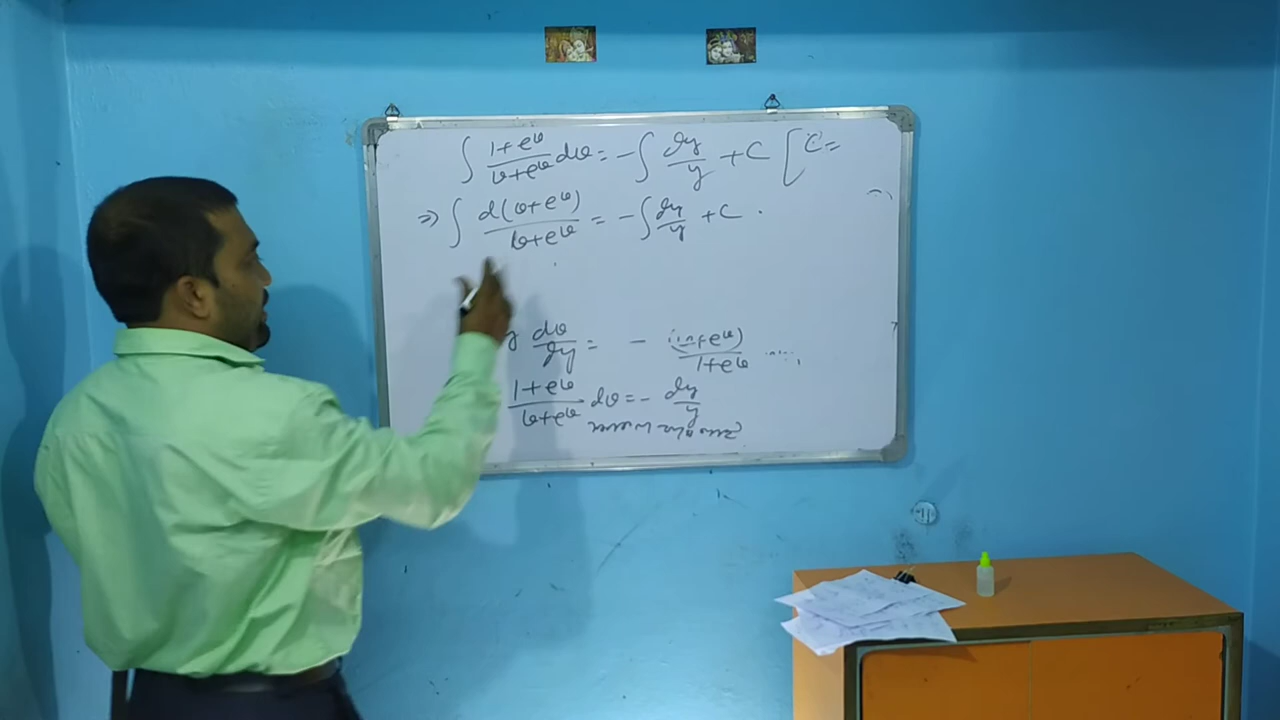 ∫ (1+e^v)/(v+e^v) dv = -∫ dy/y + C [C=
⇒ ∫ d(v+e^v)/(v+e^v) = -∫ dy/y + C .
y dv/dy = - (v+e^v)/(1+e^v)
(1+e^v)/(v+e^v) dv = - dy/y